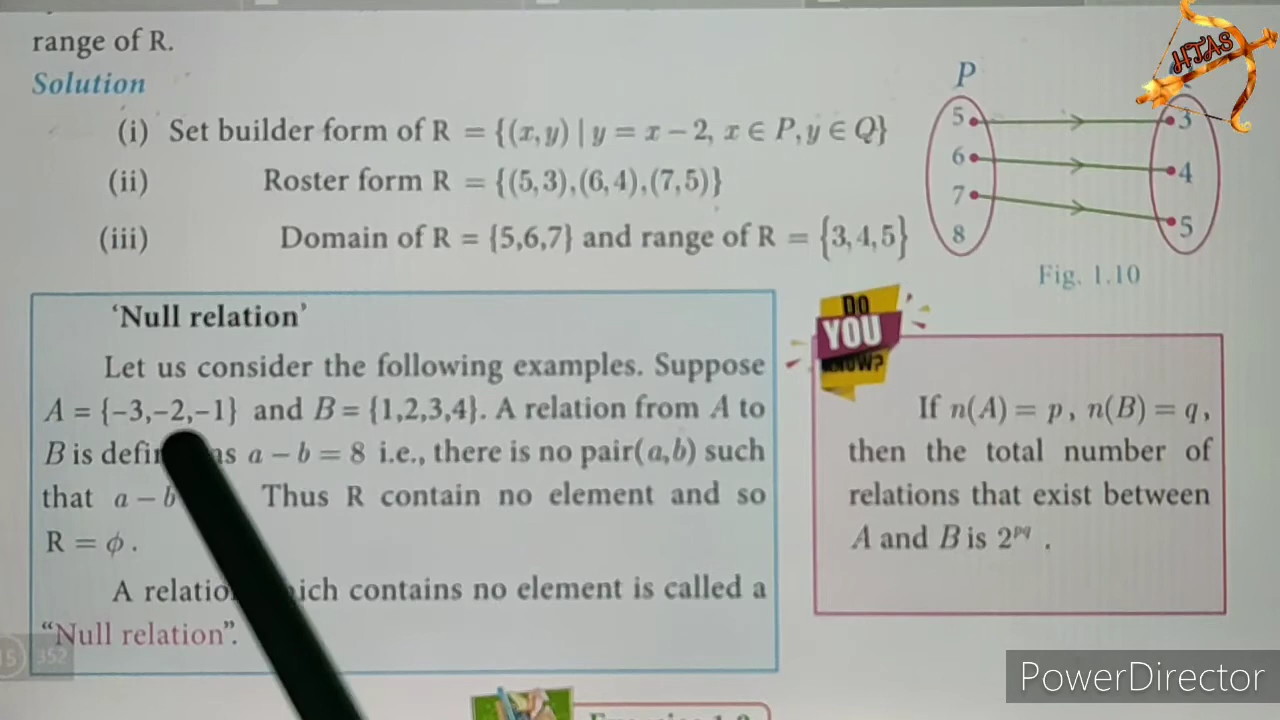 range of R.
Solution
(i) Set builder form of R = {(x,y) | y = x − 2, x ∈ P, y ∈ Q}
(ii) Roster form R = {(5,3),(6,4),(7,5)}
(iii) Domain of R = {5,6,7} and range of R = {3,4,5}
P
5 3
6 4
7 5
8
Fig. 1.10
HTAS
‘Null relation’
Let us consider the following examples. Suppose
A = {−3,−2,−1} and B = {1,2,3,4}. A relation from A to
B is a − b = 8 i.e., there is no pair(a,b) such
that a − b Thus R contain no element and so
R = ϕ .
A contains no element is called a
“Null relation”.
352
DO
YOU
KNOW?
If n(A) = p, n(B) = q,
then the total number of
relations that exist between
A and B is 2^{pq} .
PowerDirector